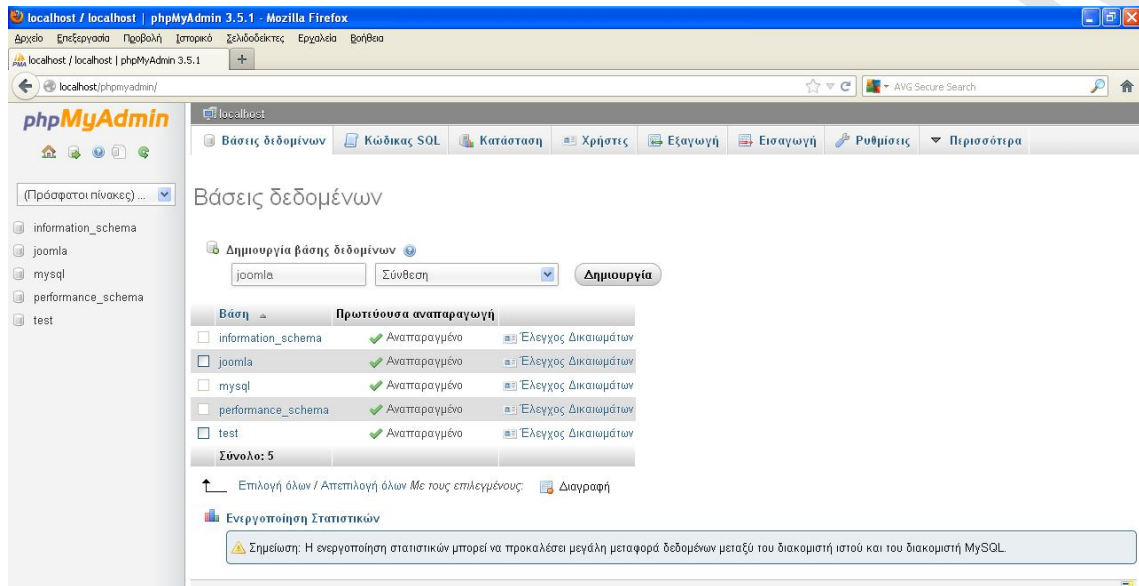 localhost / localhost | phpMyAdmin 3.5.1 - Mozilla Firefox
Αρχείο Επεξεργασία Προβολή Ιστορικό Σελιδοδείκτες Εργαλεία Βοήθεια
PMA localhost / localhost | phpMyAdmin 3.5.1 +
localhost/phpmyadmin/ AVG Secure Search
phpMyAdmin
(Πρόσφατοι πίνακες) ...
information_schema
joomla
mysql
performance_schema
test
localhost
Βάσεις δεδομένων Κώδικας SQL Κατάσταση Χρήστες Εξαγωγή Εισαγωγή Ρυθμίσεις Περισσότερα
Βάσεις δεδομένων
Δημιουργία βάσης δεδομένων
joomla Σύνθεση Δημιουργία
Βάση Πρωτεύουσα αναπαραγωγή
information_schema Αναπαραγμένο Έλεγχος Δικαιωμάτων
joomla Αναπαραγμένο Έλεγχος Δικαιωμάτων
mysql Αναπαραγμένο Έλεγχος Δικαιωμάτων
performance_schema Αναπαραγμένο Έλεγχος Δικαιωμάτων
test Αναπαραγμένο Έλεγχος Δικαιωμάτων
Σύνολο: 5
Επιλογή όλων / Απεπιλογή όλων Με τους επιλεγμένους: Διαγραφή
Ενεργοποίηση Στατιστικών
Σημείωση: Η ενεργοποίηση στατιστικών μπορεί να προκαλέσει μεγάλη μεταφορά δεδομένων μεταξύ του διακομιστή ιστού και του διακομιστή MySQL.